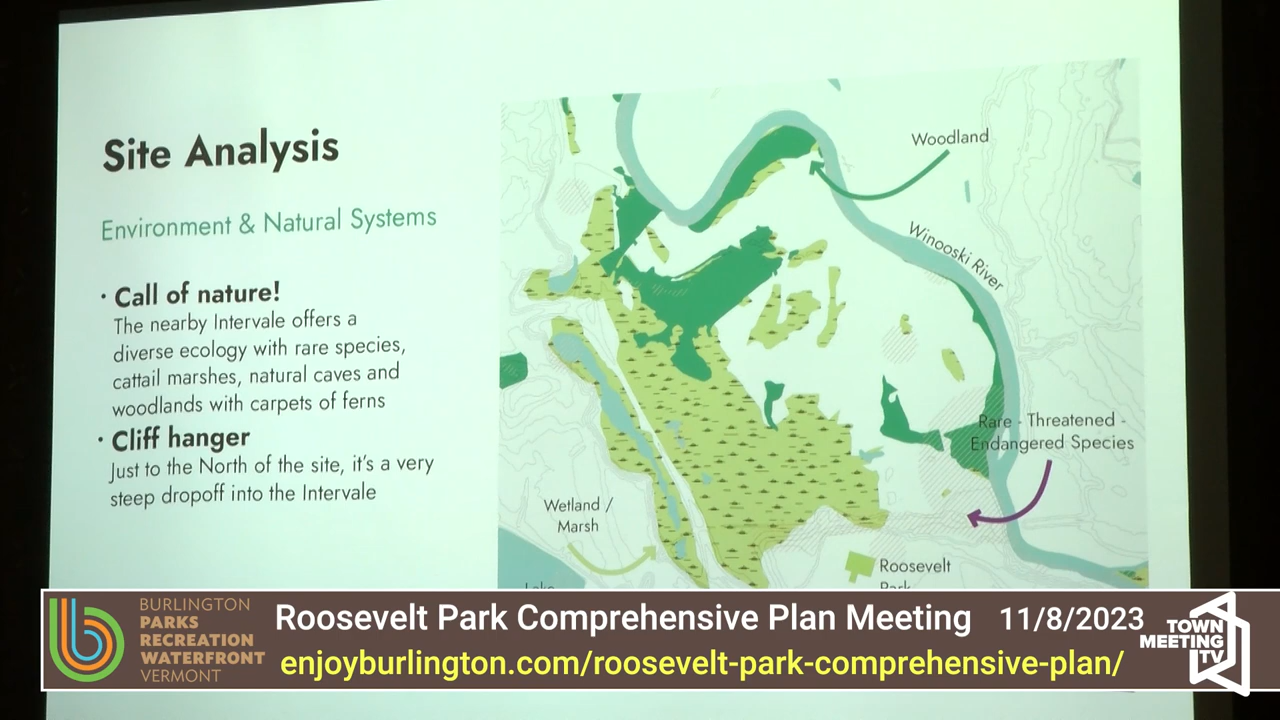 Site Analysis
Environment & Natural Systems
· Call of nature!
The nearby Intervale offers a
diverse ecology with rare species,
cattail marshes, natural caves and
woodlands with carpets of ferns
· Cliff hanger
Just to the North of the site, it's a very
steep dropoff into the Intervale
Woodland
Winooski River
Rare - Threatened -
Endangered Species
Wetland /
Marsh
Roosevelt
Park
Lake
BURLINGTON
PARKS
RECREATION
WATERFRONT
VERMONT
Roosevelt Park Comprehensive Plan Meeting 11/8/2023
enjoyburlington.com/roosevelt-park-comprehensive-plan/
TOWN
MEETING
TV